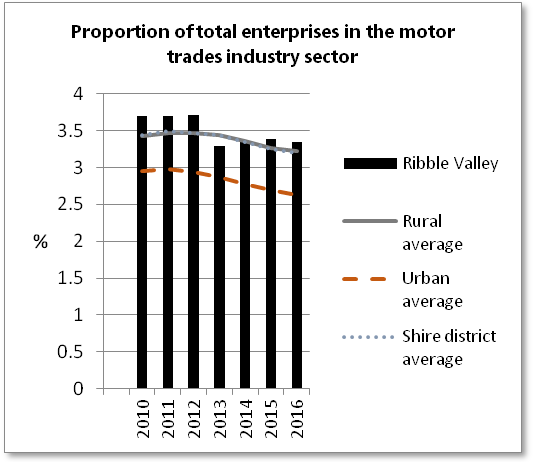 Proportion of total enterprises in the motor
trades industry sector
4
3.5
3
2.5
2
1.5
1
0.5
0
%
2010
2011
2012
2013
2014
2015
2016
Ribble Valley
Rural
average
Urban
average
Shire district
average